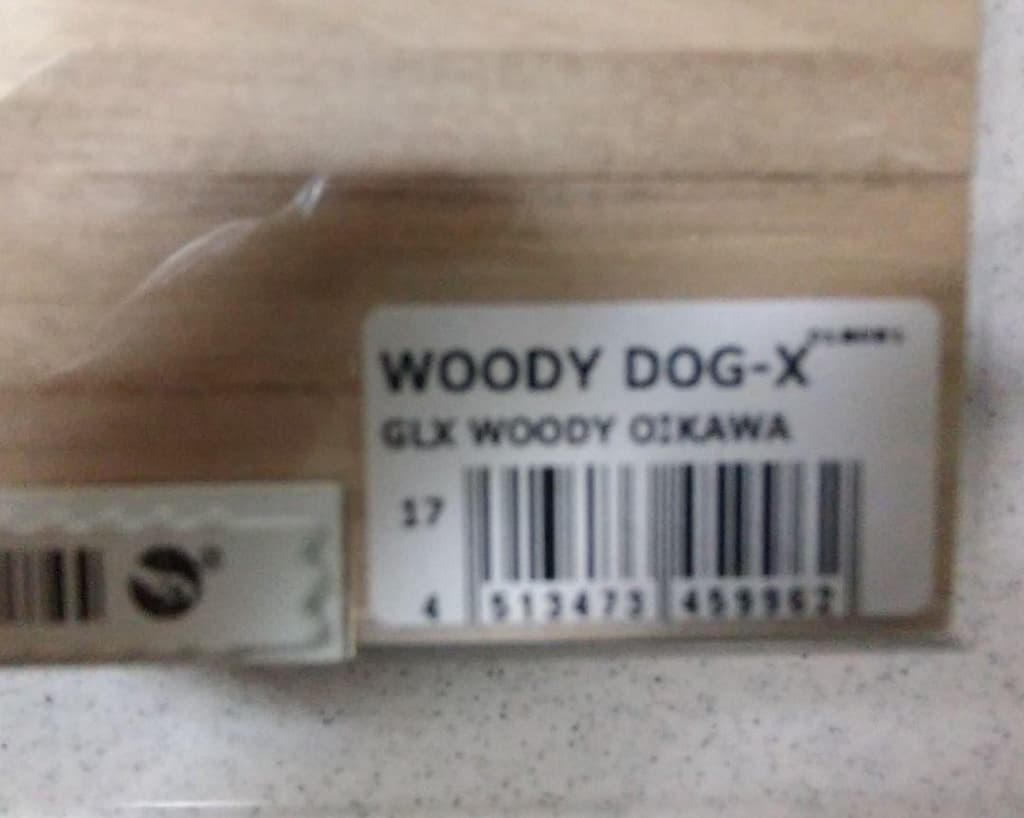 WOODY DOG-X
GLX WOODY OIKAWA
17
4 513473 459962